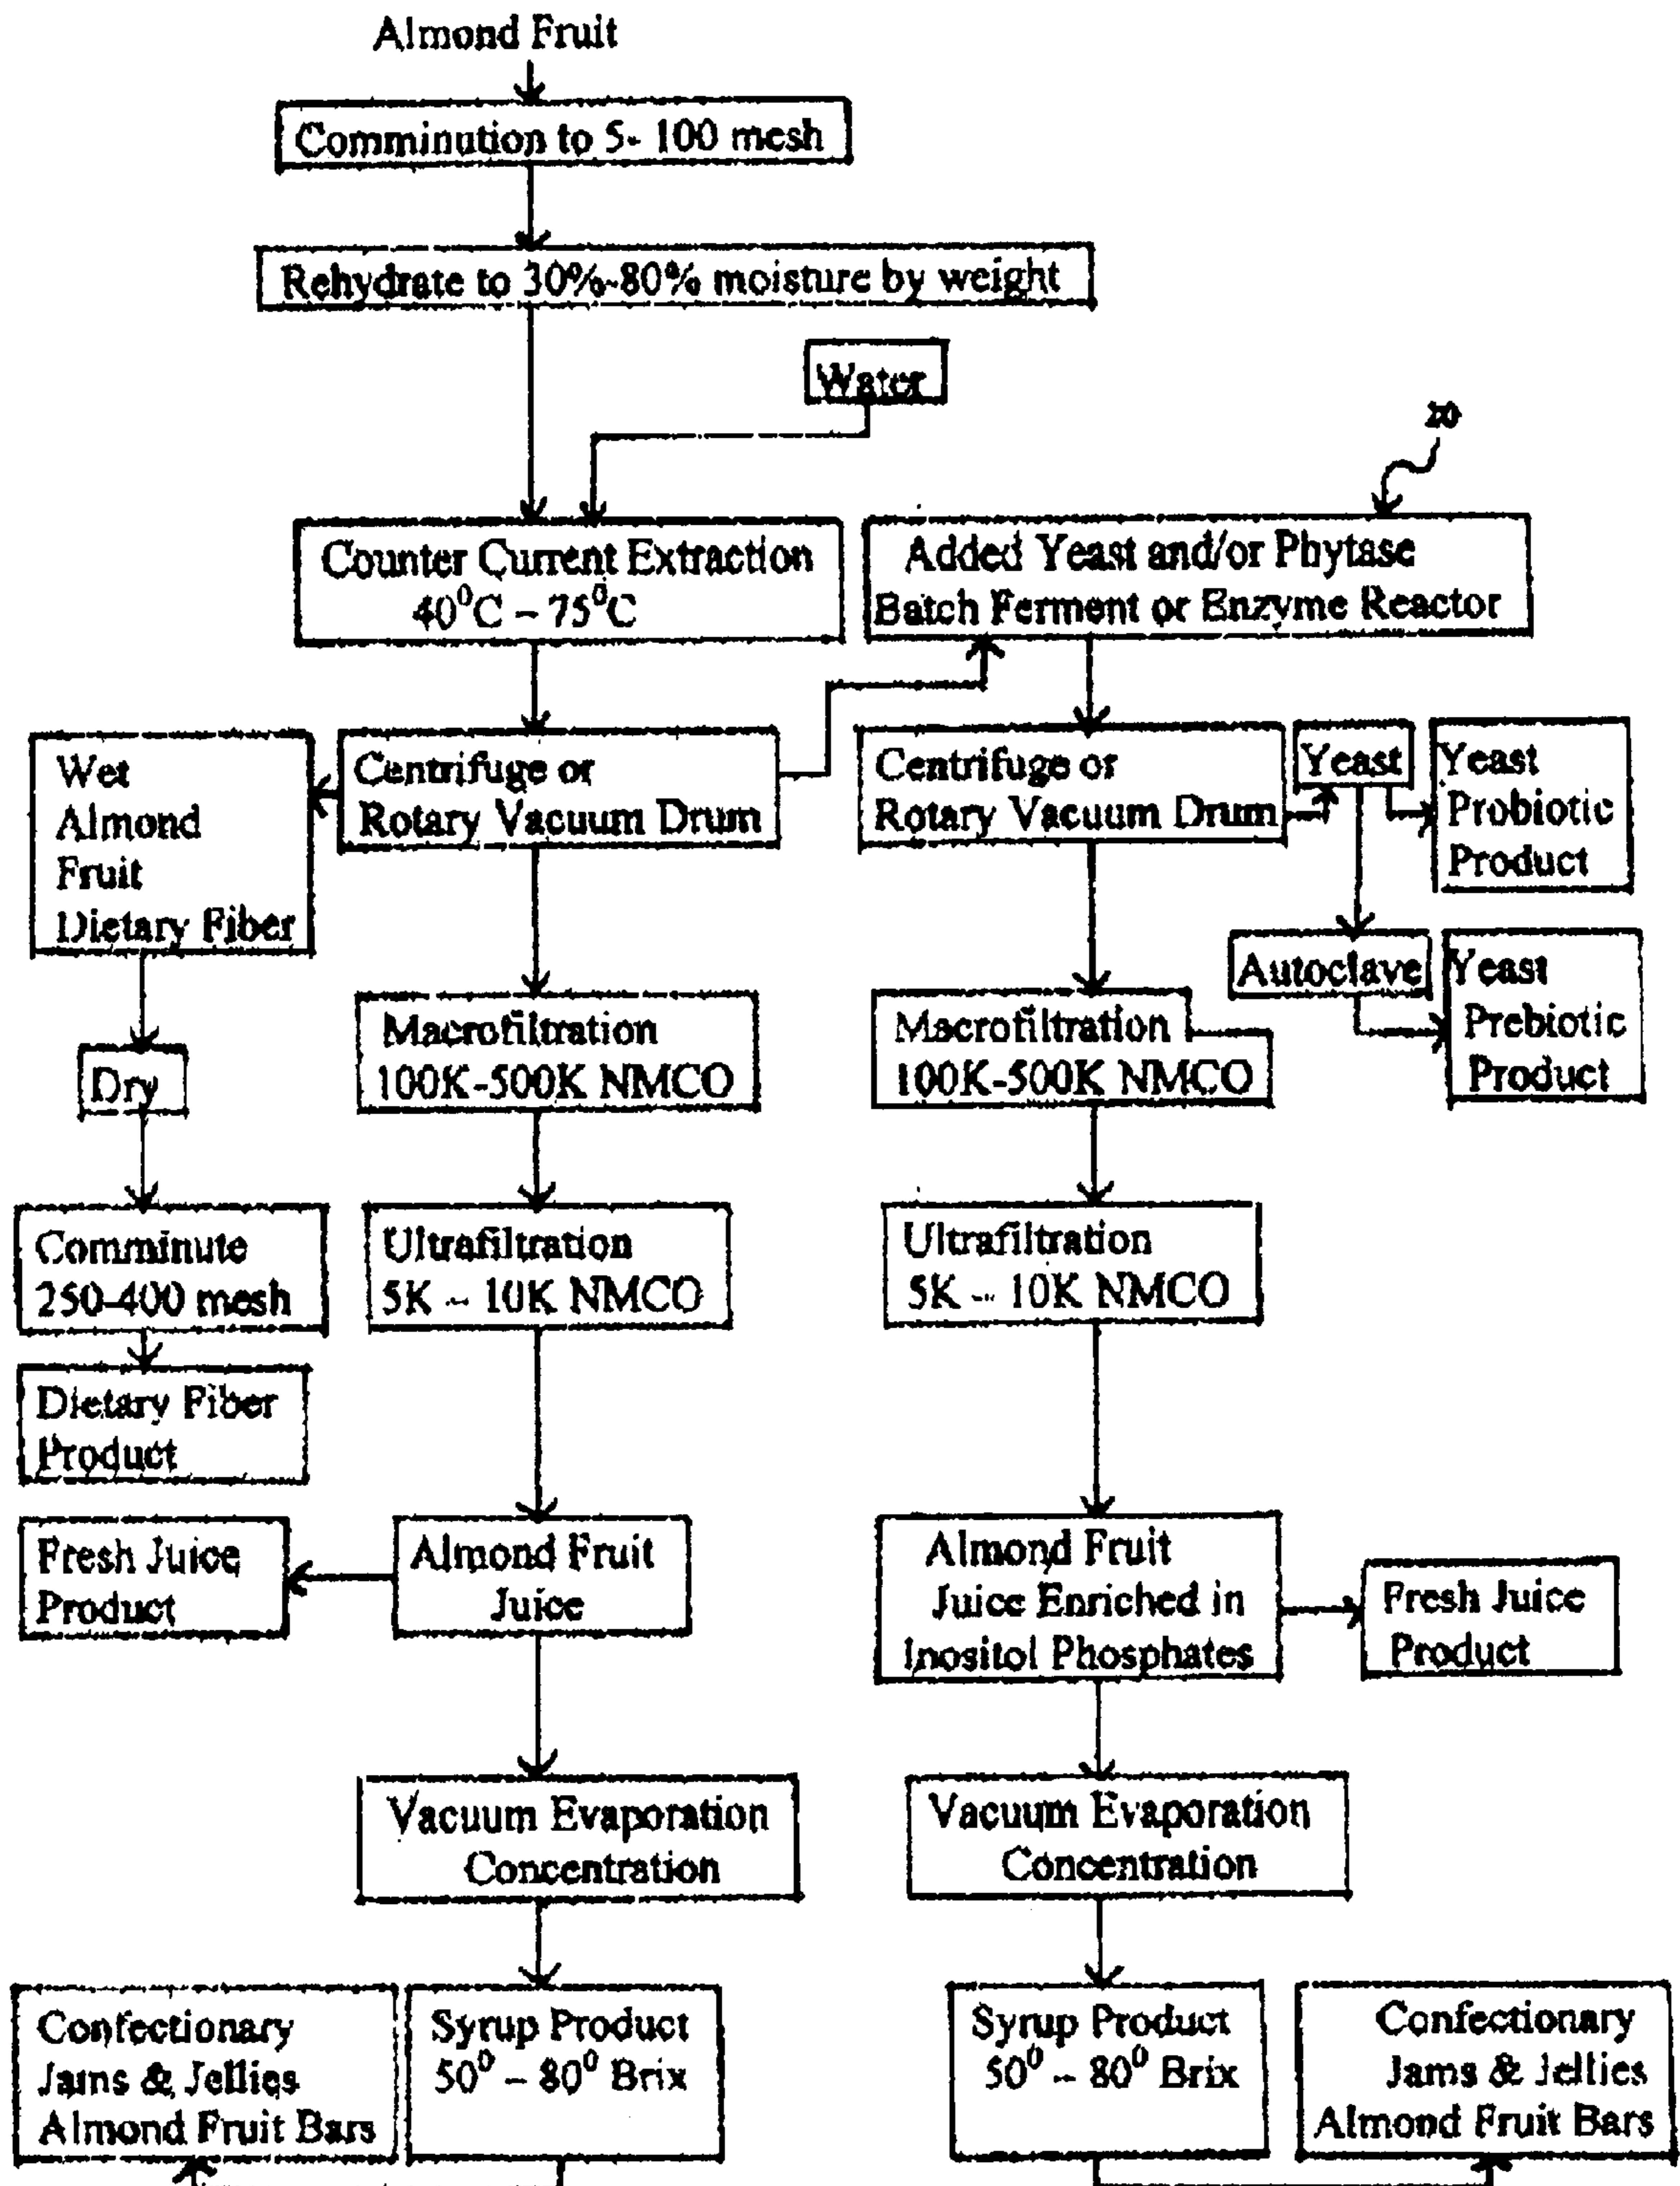 Almond Fruit
Comminution to 5- 100 mesh
Rehydrate to 30%-80% moisture by weight
Water
20
Counter Current Extraction
40⁰C – 75⁰C
Added Yeast and/or Phytase
Batch Ferment or Enzyme Reactor
Wet
Almond
Fruit
Dietary Fiber
Centrifuge or
Rotary Vacuum Drum
Centrifuge or
Rotary Vacuum Drum
Yeast
Yeast
Probiotic
Product
Autoclave
Yeast
Prebiotic
Product
Dry
Macrofiltration
100K-500K NMCO
Macrofiltration
100K-500K NMCO
Comminute
250-400 mesh
Ultrafiltration
5K – 10K NMCO
Ultrafiltration
5K – 10K NMCO
Dietary Fiber
Product
Fresh Juice
Product
Almond Fruit
Juice
Almond Fruit
Juice Enriched in
Inositol Phosphates
Fresh Juice
Product
Vacuum Evaporation
Concentration
Vacuum Evaporation
Concentration
Confectionary
Jams & Jellies
Almond Fruit Bars
Syrup Product
50⁰ – 80⁰ Brix
Syrup Product
50⁰ – 80⁰ Brix
Confectionary
Jams & Jellies
Almond Fruit Bars